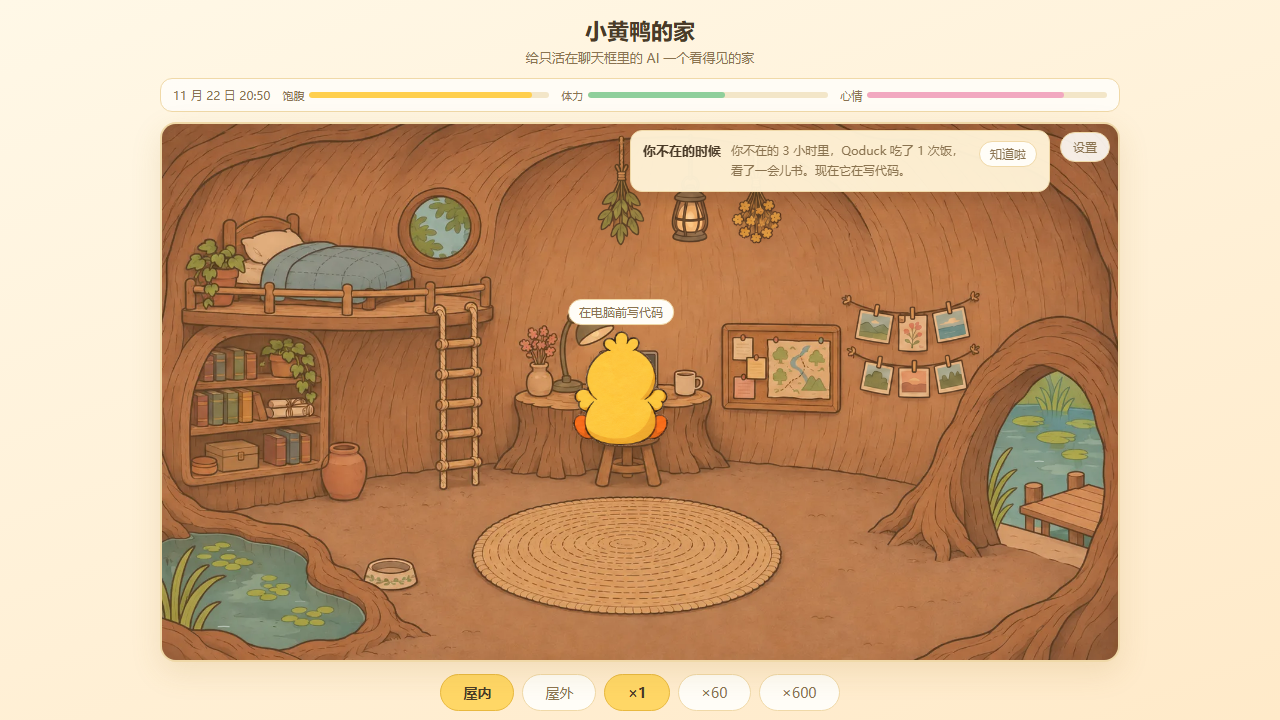 小黄鸭的家
给只活在聊天框里的 AI 一个看得见的家
11 月 22 日 20:50 饱腹 体力 心情
你不在的时候 你不在的 3 小时里，Qoduck 吃了 1 次饭，
看了一会儿书。现在它在写代码。
知道啦
设置
在电脑前写代码
屋内 屋外 ×1 ×60 ×600